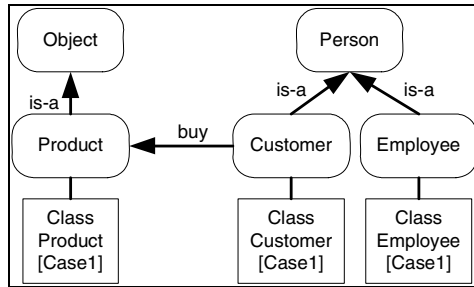 Object
Person
is-a
is-a
is-a
Product
buy
Customer
Employee
Class
Product
[Case1]
Class
Customer
[Case1]
Class
Employee
[Case1]